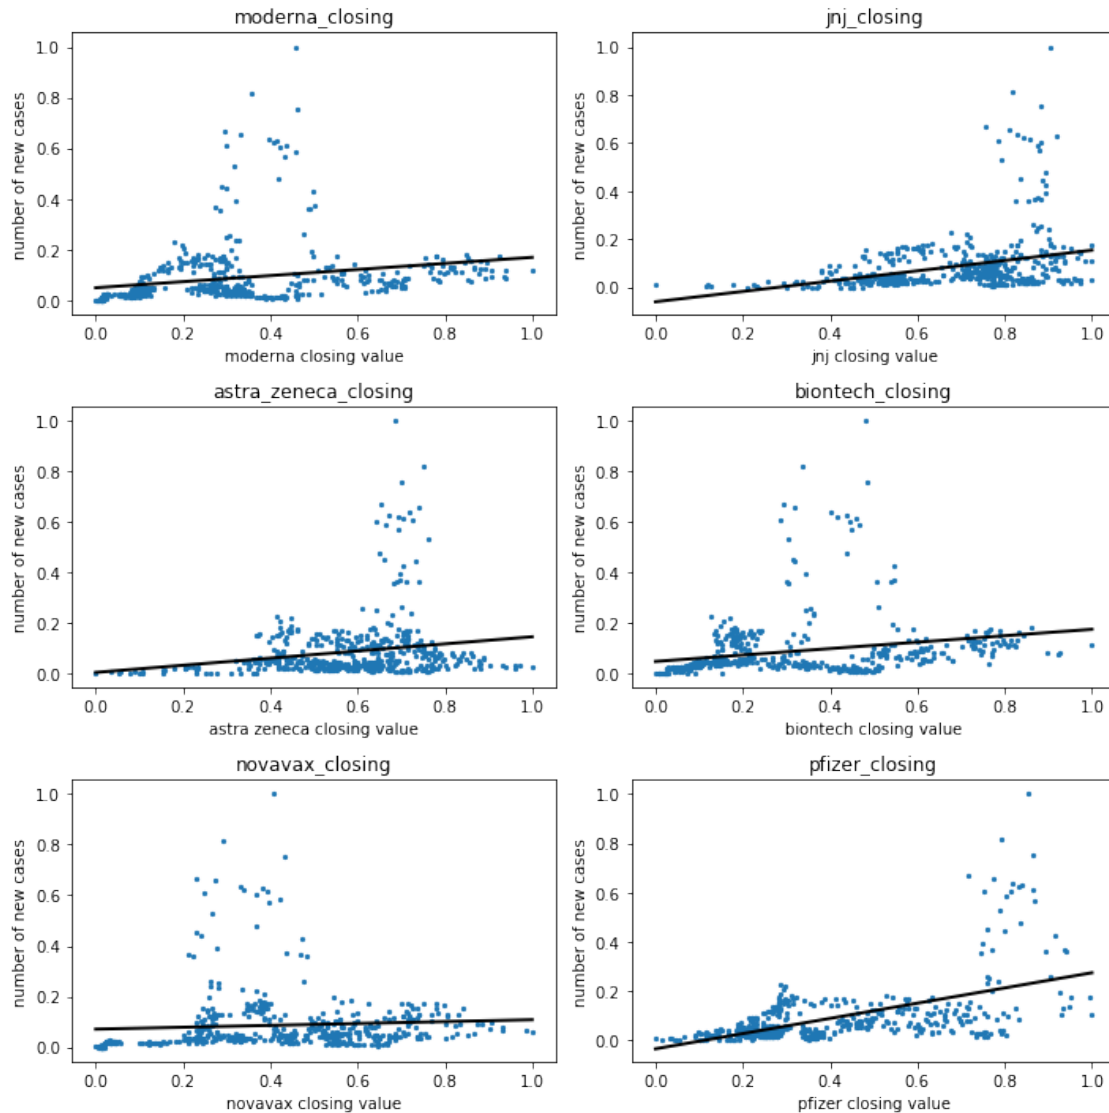 moderna_closing
number of new cases
1.0
0.8
0.6
0.4
0.2
0.0
0.0 0.2 0.4 0.6 0.8 1.0
moderna closing value
jnj_closing
number of new cases
1.0
0.8
0.6
0.4
0.2
0.0
0.0 0.2 0.4 0.6 0.8 1.0
jnj closing value
astra_zeneca_closing
number of new cases
1.0
0.8
0.6
0.4
0.2
0.0
0.0 0.2 0.4 0.6 0.8 1.0
astra zeneca closing value
biontech_closing
number of new cases
1.0
0.8
0.6
0.4
0.2
0.0
0.0 0.2 0.4 0.6 0.8 1.0
biontech closing value
novavax_closing
number of new cases
1.0
0.8
0.6
0.4
0.2
0.0
0.0 0.2 0.4 0.6 0.8 1.0
novavax closing value
pfizer_closing
number of new cases
1.0
0.8
0.6
0.4
0.2
0.0
0.0 0.2 0.4 0.6 0.8 1.0
pfizer closing value